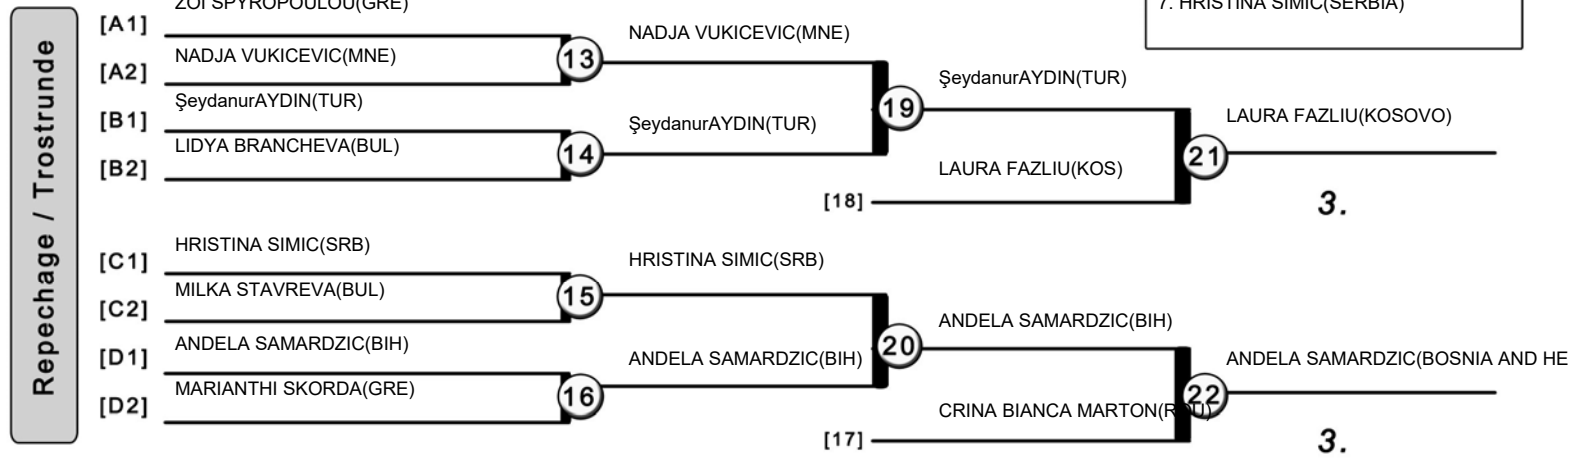 Repechage / Trostrunde
ZOI SPYROPOULOU(GRE)
7. HRISTINA SIMIC(SERBIA)
[A1]
NADJA VUKICEVIC(MNE)
NADJA VUKICEVIC(MNE)
13
[A2]
ŞeydanurAYDIN(TUR)
ŞeydanurAYDIN(TUR)
[B1]
19
LAURA FAZLIU(KOSOVO)
ŞeydanurAYDIN(TUR)
LIDYA BRANCHEVA(BUL)
14
21
[B2]
LAURA FAZLIU(KOS)
[18]
3.
HRISTINA SIMIC(SRB)
[C1]
HRISTINA SIMIC(SRB)
MILKA STAVREVA(BUL)
15
[C2]
ANDELA SAMARDZIC(BIH)
ANDELA SAMARDZIC(BIH)
20
[D1]
ANDELA SAMARDZIC(BIH)
ANDELA SAMARDZIC(BOSNIA AND HE
MARIANTHI SKORDA(GRE)
16
22
[D2]
CRINA BIANCA MARTON(ROU)
[17]
3.